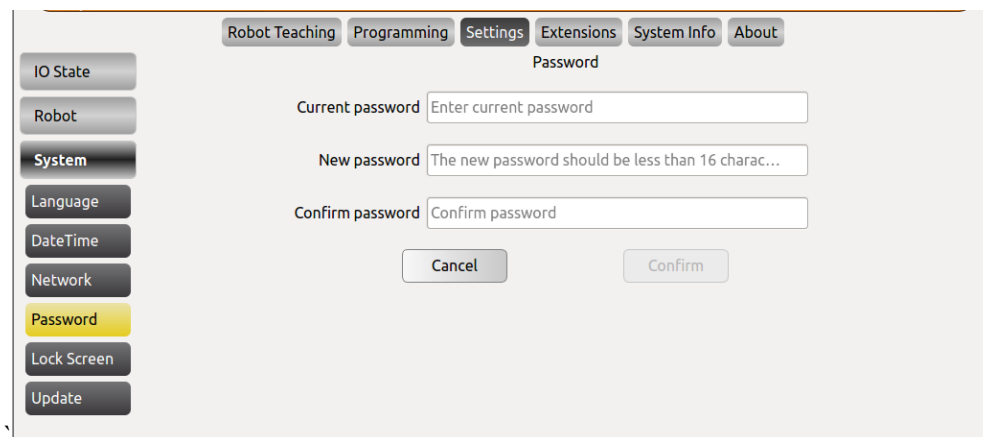 Robot Teaching Programming Settings Extensions System Info About
Password
IO State
Robot
System
Language
DateTime
Network
Password
Lock Screen
Update
Current password Enter current password
New password The new password should be less than 16 charac...
Confirm password Confirm password
Cancel Confirm
`